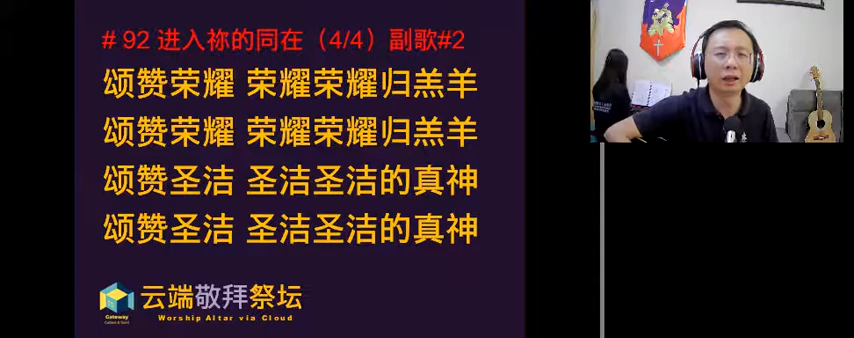 # 92 进入祢的同在（4/4）副歌#2
颂赞荣耀 荣耀荣耀归羔羊
颂赞荣耀 荣耀荣耀归羔羊
颂赞圣洁 圣洁圣洁的真神
颂赞圣洁 圣洁圣洁的真神
云端敬拜祭坛
Worship Altar via Cloud
Gateway